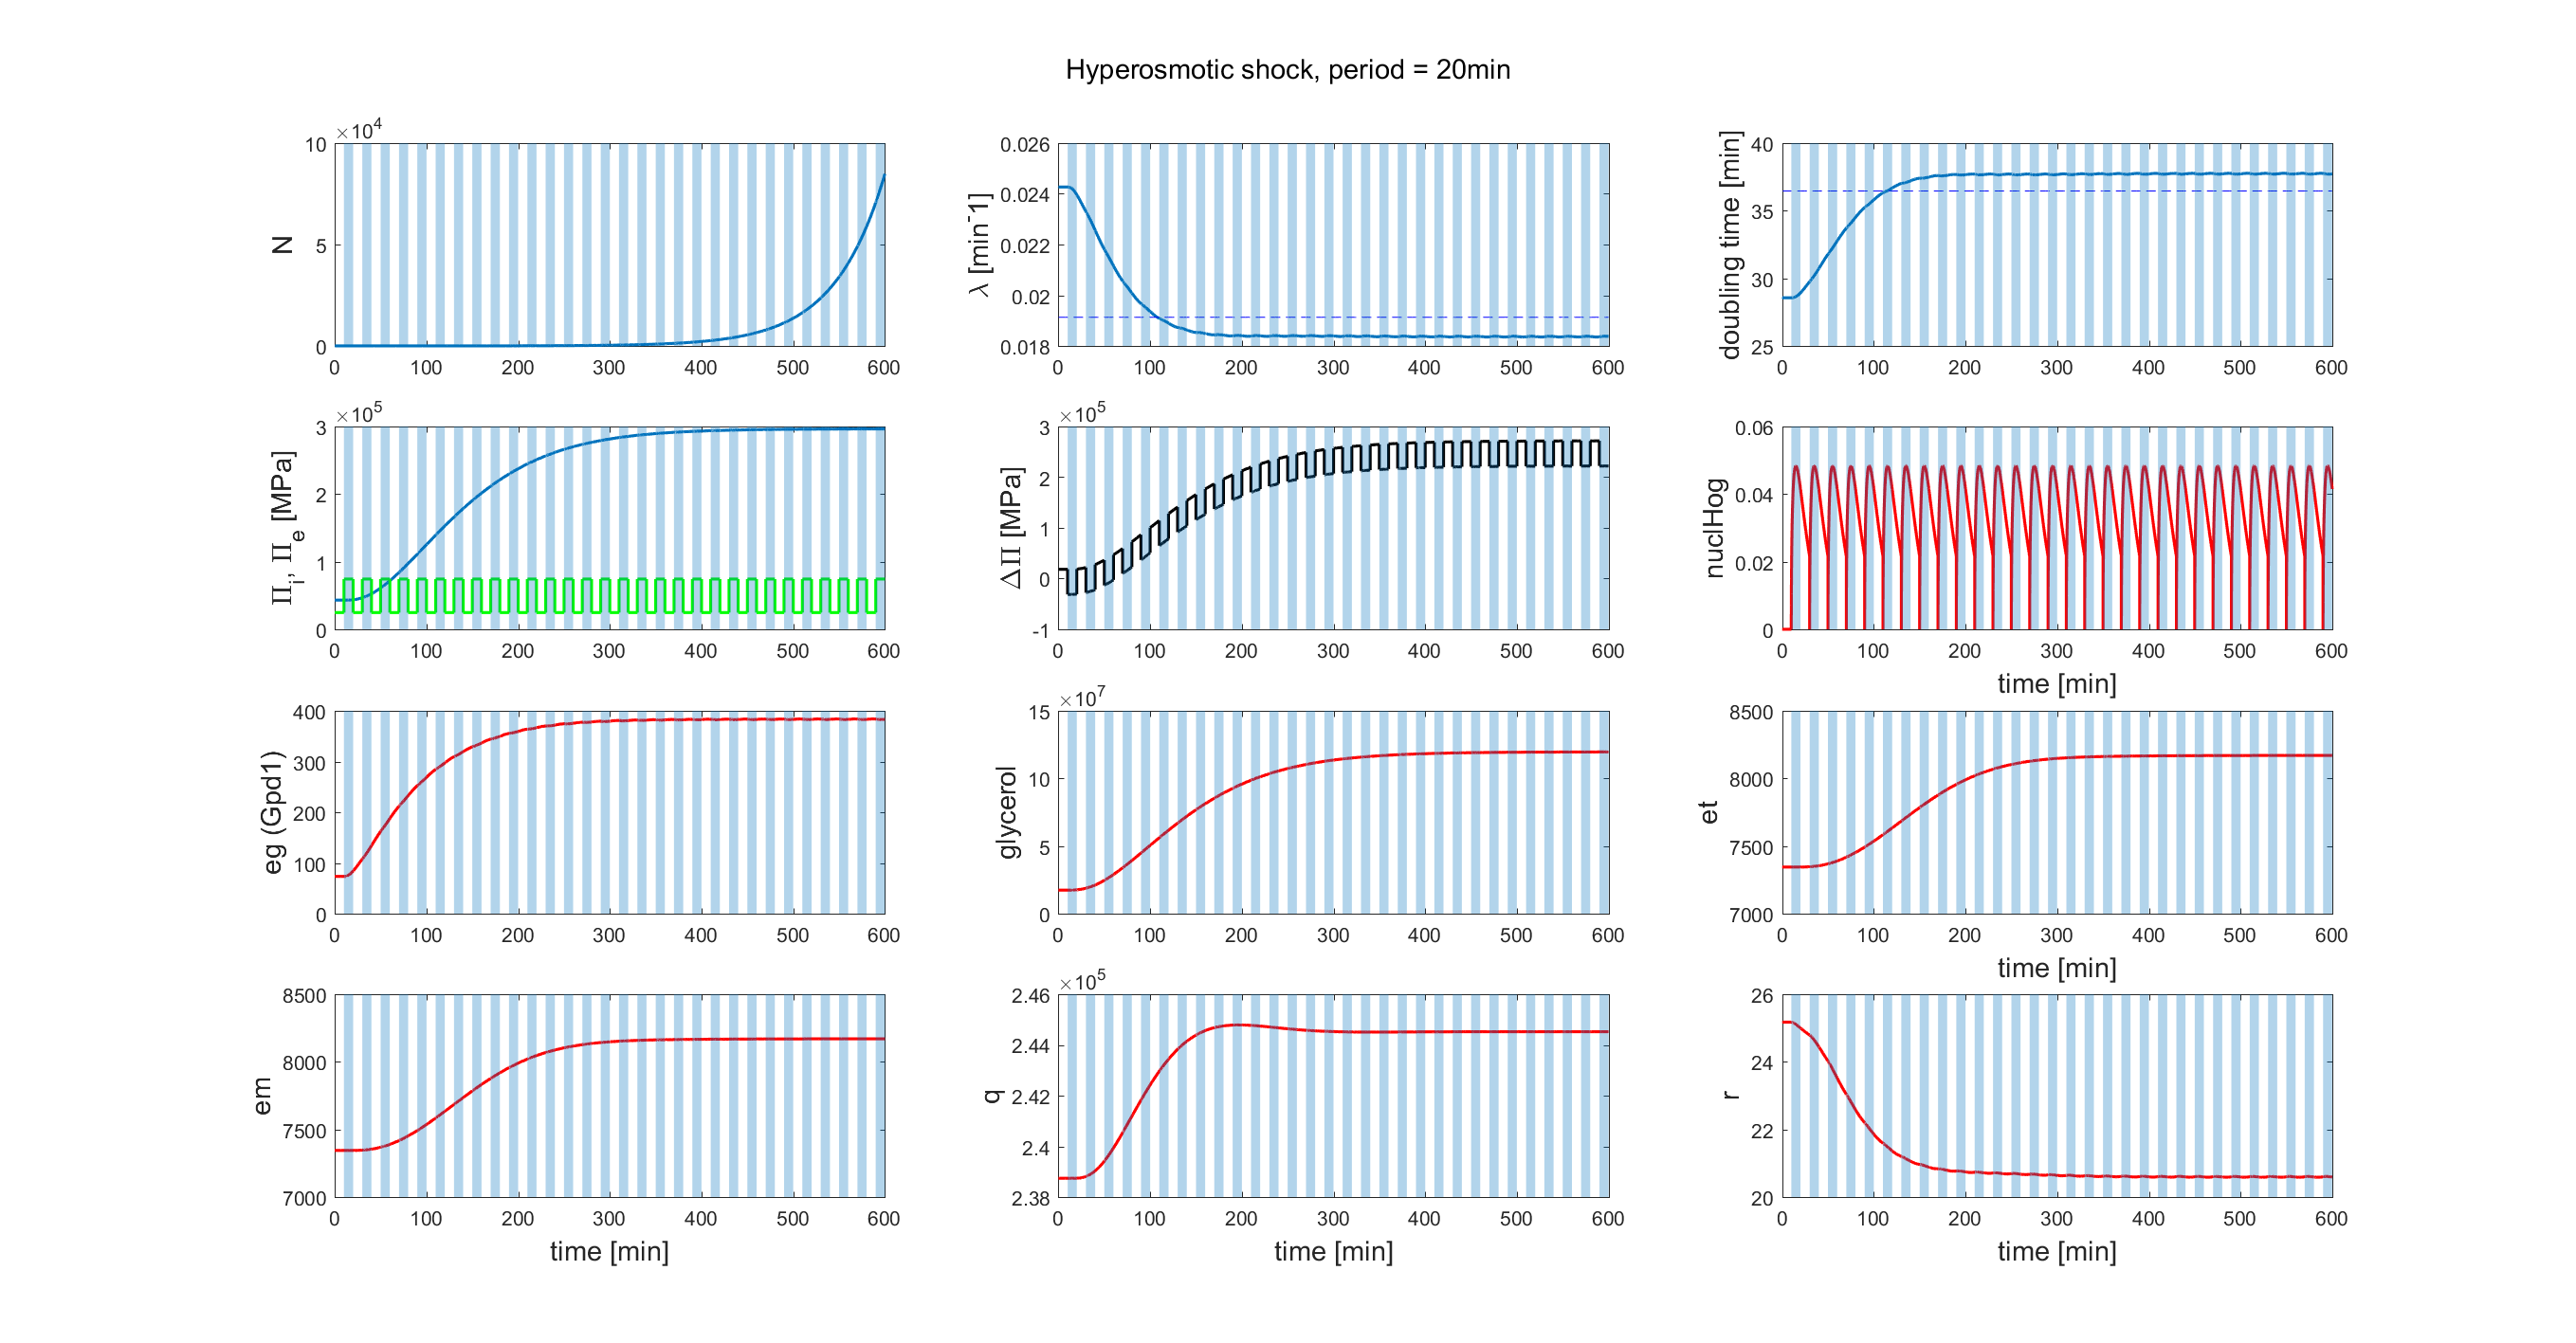 Hyperosmotic shock, period = 20min
×10^4
10
5
0
N
0 100 200 300 400 500 600
0.026
0.024
0.022
0.02
0.018
λ [min^-1]
0 100 200 300 400 500 600
40
35
30
25
doubling time [min]
0 100 200 300 400 500 600
×10^5
3
2
1
0
Π_i, Π_e [MPa]
0 100 200 300 400 500 600
×10^5
3
2
1
0
-1
ΔΠ [MPa]
0 100 200 300 400 500 600
0.06
0.04
0.02
0
nuclHog
0 100 200 300 400 500 600
time [min]
400
300
200
100
0
eg (Gpd1)
0 100 200 300 400 500 600
×10^7
15
10
5
0
glycerol
0 100 200 300 400 500 600
8500
8000
7500
7000
et
0 100 200 300 400 500 600
time [min]
8500
8000
7500
7000
em
0 100 200 300 400 500 600
time [min]
×10^5
2.46
2.44
2.42
2.4
2.38
q
0 100 200 300 400 500 600
time [min]
26
24
22
20
r
0 100 200 300 400 500 600
time [min]